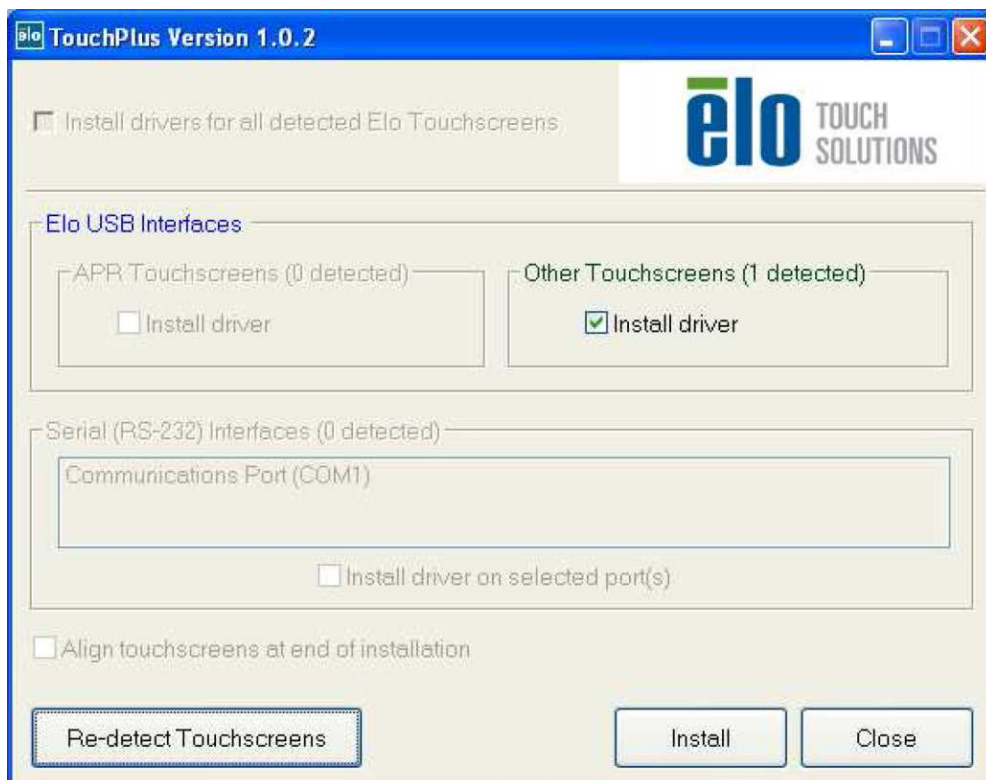 elo TouchPlus Version 1.0.2
Install drivers for all detected Elo Touchscreens
elo TOUCH
SOLUTIONS
Elo USB Interfaces
APR Touchscreens (0 detected)
Install driver
Other Touchscreens (1 detected)
Install driver
Serial (RS-232) Interfaces (0 detected)
Communications Port (COM1)
Install driver on selected port(s)
Align touchscreens at end of installation
Re-detect Touchscreens
Install
Close